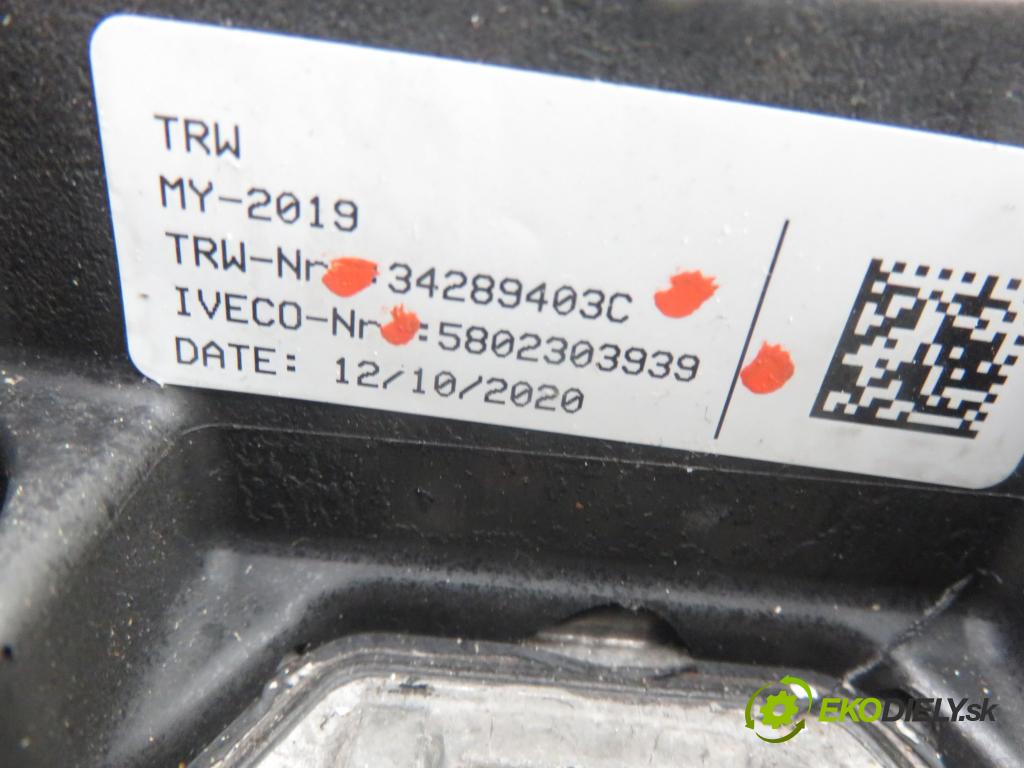 TRW
MY-2019
TRW-Nr :34289403C
IVECO-Nr :5802303939
DATE: 12/10/2020
EKODIELY.sk